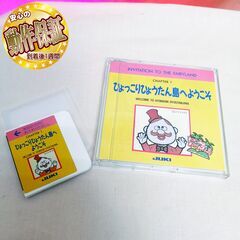 安心の
動作保証
到着後1週間
INVITATION TO THE FAIRYLAND
CHAPTER 1
ひょっこりひょうたん島へようこそ
WELCOME TO HYOKKORI HYOUTANJIMA
JUKI
ひょっこりひょうたん島へ
ようこそ
JUKI